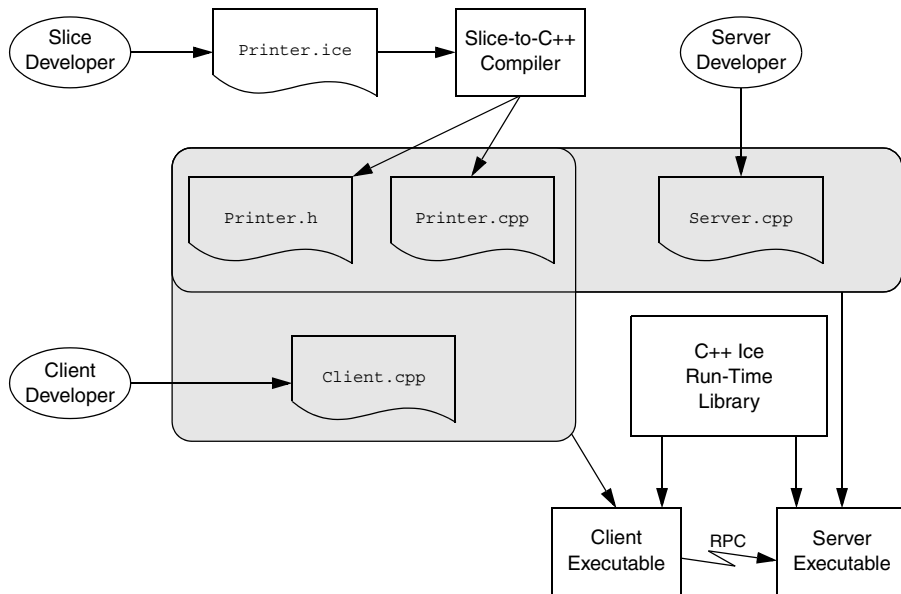 Slice
Developer
Printer.ice
Slice-to-C++
Compiler
Server
Developer
Printer.h
Printer.cpp
Server.cpp
Client
Developer
Client.cpp
C++ Ice
Run-Time
Library
Client
Executable
RPC
Server
Executable